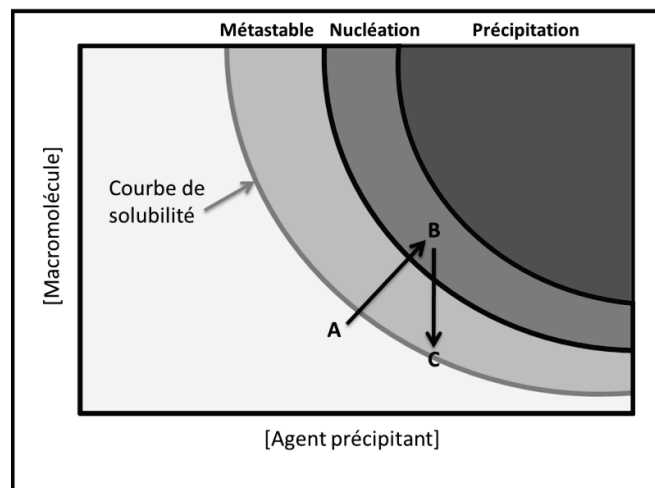 Métastable Nucléation Précipitation
Courbe de
solubilité
[Macromolécule]
B
A
C
[Agent précipitant]